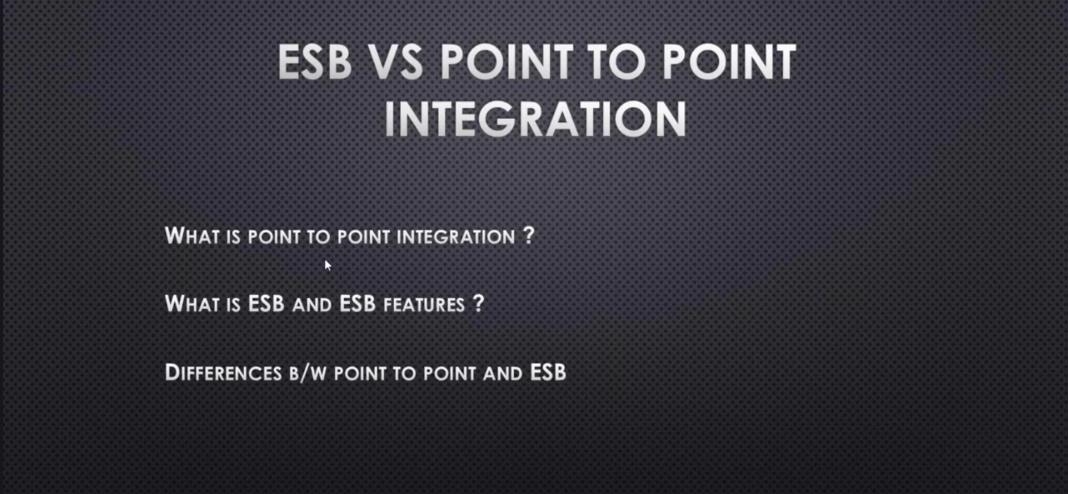 ESB VS POINT TO POINT
INTEGRATION
What is point to point integration ?
What is ESB and ESB features ?
Differences b/w point to point and ESB